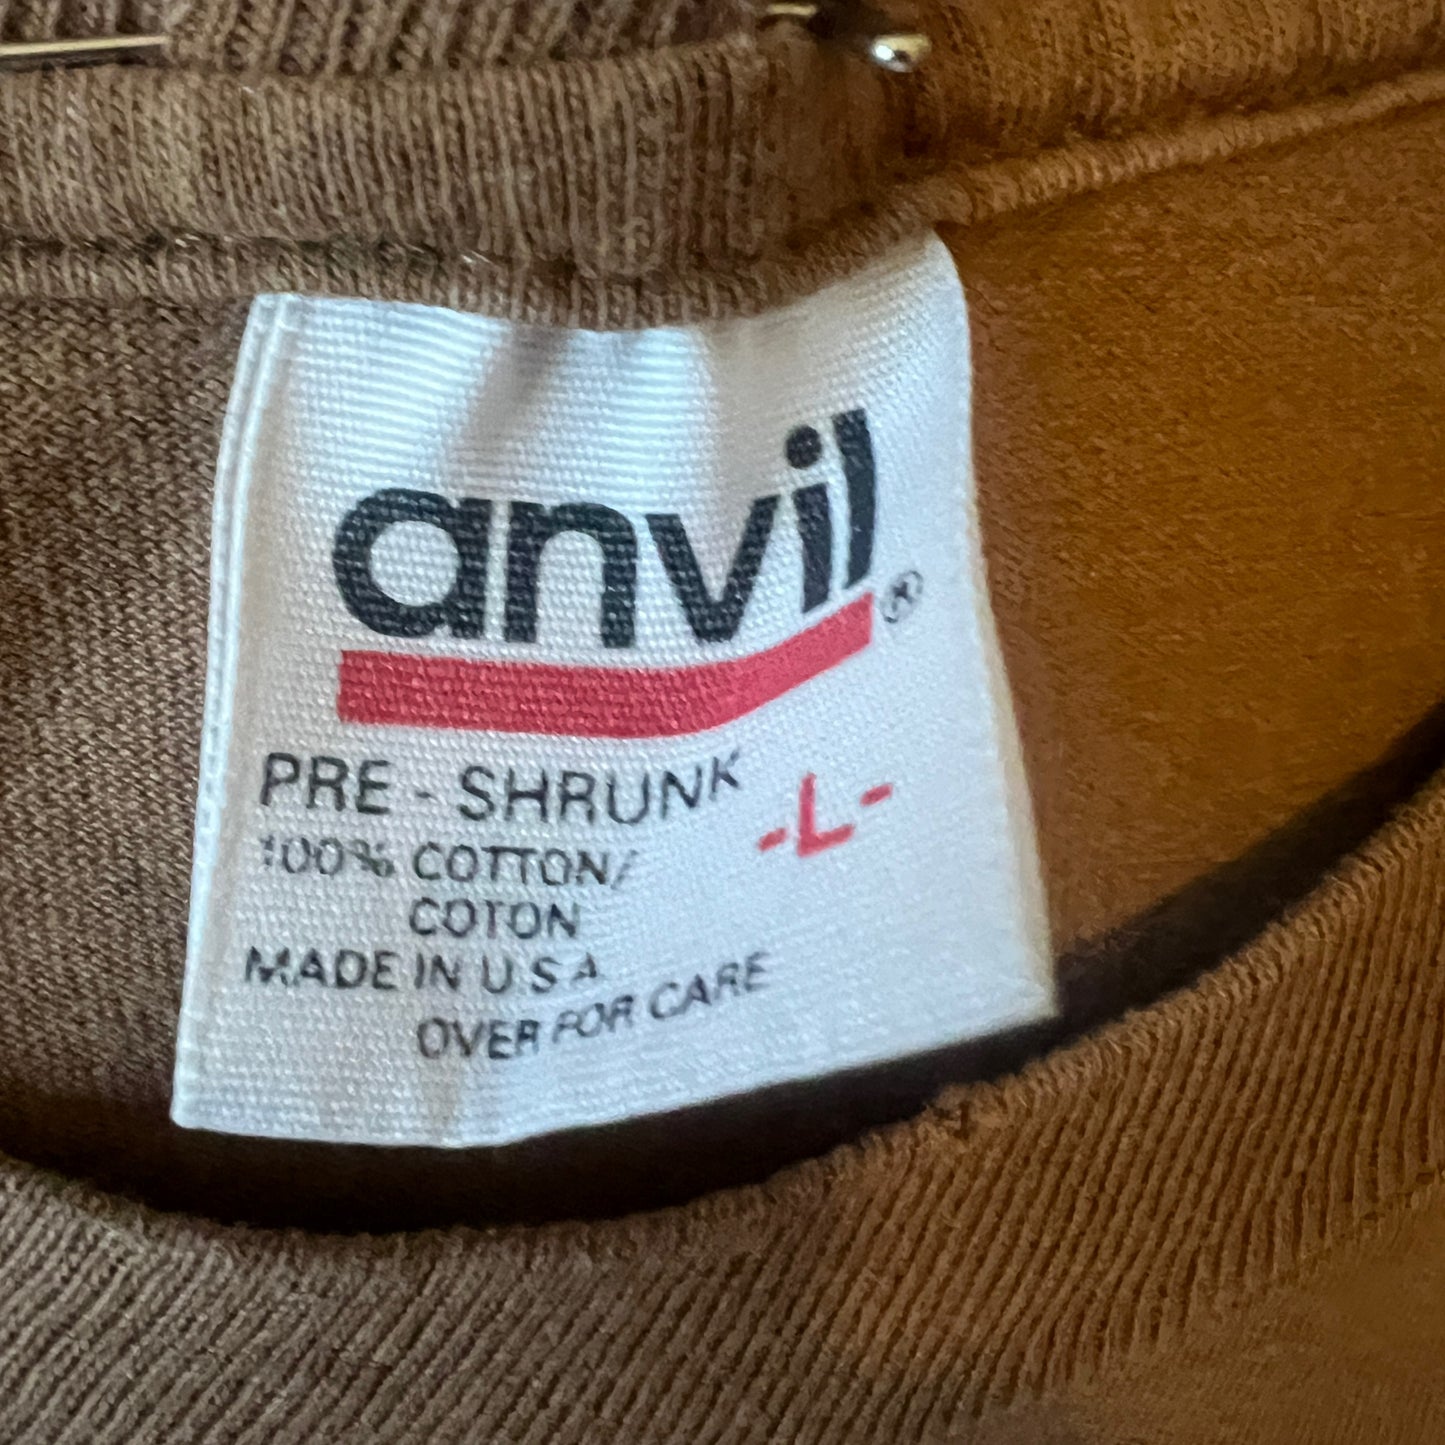 anvil®
PRE - SHRUNK
-L-
100% COTTON/
COTON
MADE IN U.S.A.
OVER FOR CARE